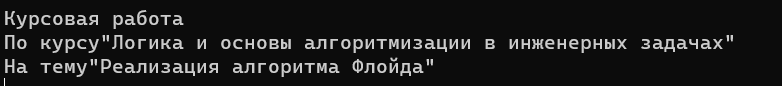 Курсовая работа
По курсу"Логика и основы алгоритмизации в инженерных задачах"
На тему"Реализация алгоритма Флойда"